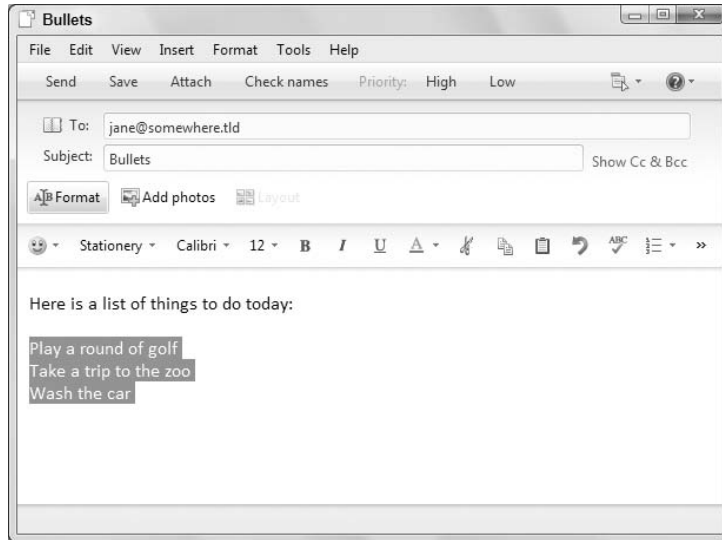 Bullets
File Edit View Insert Format Tools Help
Send Save Attach Check names Priority: High Low
To: jane@somewhere.tld
Subject: Bullets Show Cc & Bcc
Format Add photos Layout
Stationery Calibri 12 B I U A ABC »
Here is a list of things to do today:
Play a round of golf
Take a trip to the zoo
Wash the car